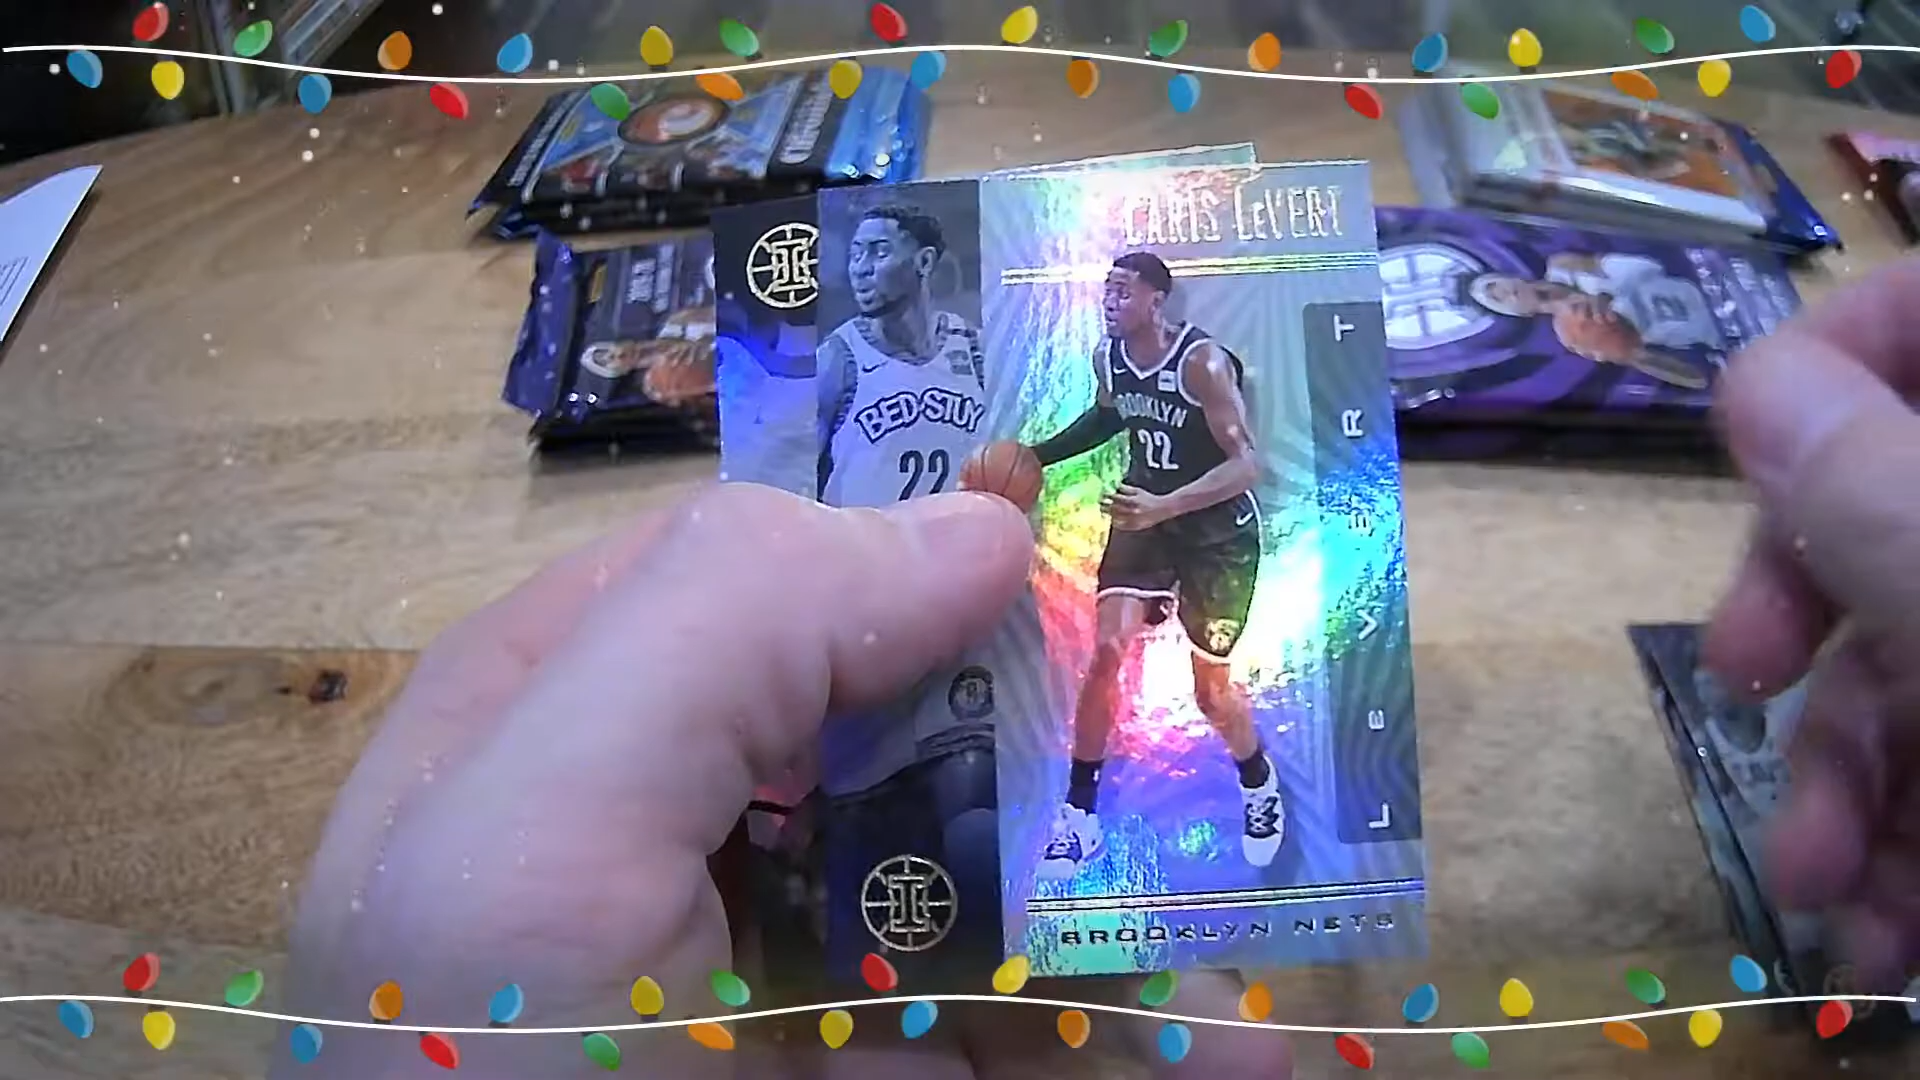 CARIS LeVERT
BED-STUY
22
BROOKLYN
22
LEVERT
BROOKLYN NETS